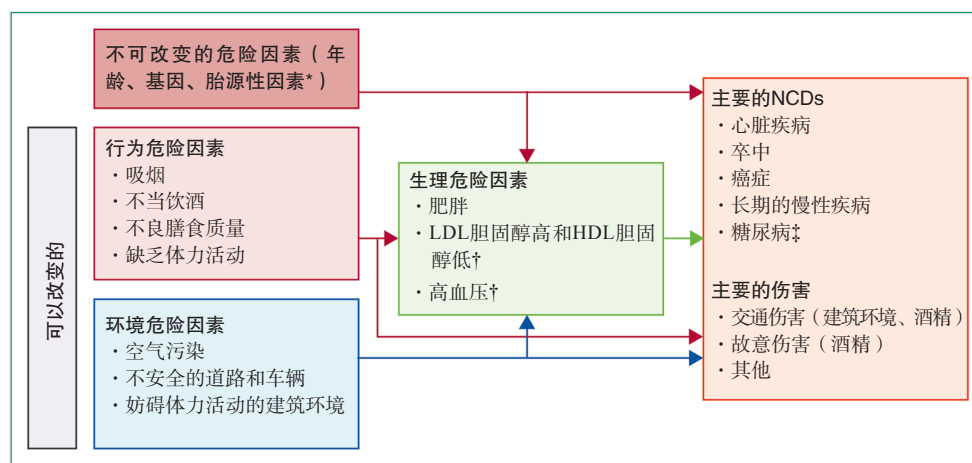 不可改变的危险因素（年
龄、基因、胎源性因素*）
可以改变的
行为危险因素
·吸烟
·不当饮酒
·不良膳食质量
·缺乏体力活动
环境危险因素
·空气污染
·不安全的道路和车辆
·妨碍体力活动的建筑环境
生理危险因素
·肥胖
·LDL胆固醇高和HDL胆固
醇低†
·高血压†
主要的NCDs
·心脏疾病
·卒中
·癌症
·长期的慢性疾病
·糖尿病‡
主要的伤害
·交通伤害（建筑环境、酒精）
·故意伤害（酒精）
·其他